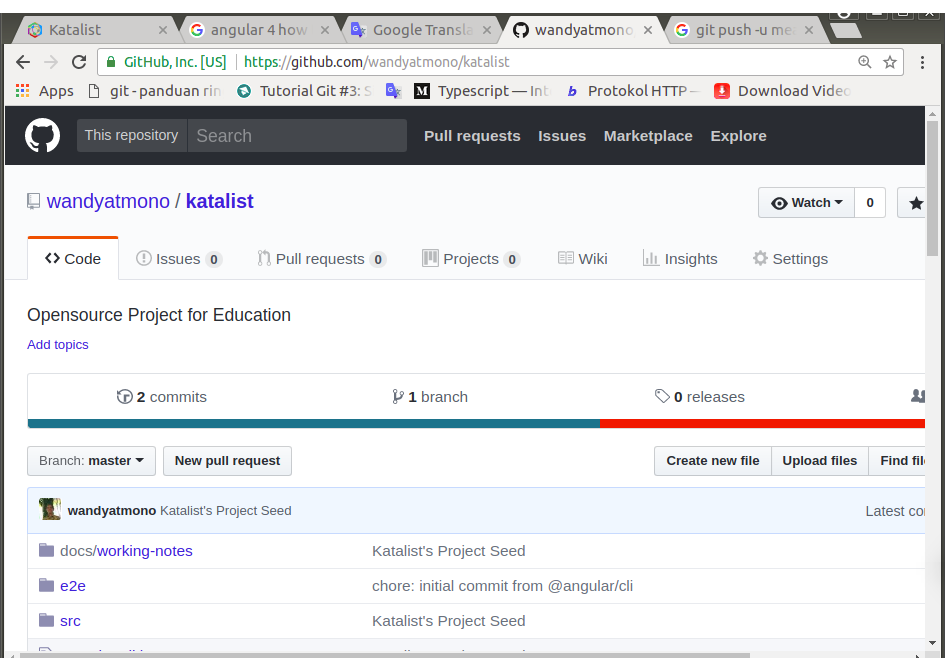 Katalist
angular 4 how
Google Transla
wandyatmono
git push -u me
GitHub, Inc. [US]
https://github.com/wandyatmono/katalist
Apps
git - panduan rin
Tutorial Git #3: S
Typescript — Int
Protokol HTTP –
Download Video
This repository
Search
Pull requests
Issues
Marketplace
Explore
wandyatmono / katalist
Watch
0
Code
Issues 0
Pull requests 0
Projects 0
Wiki
Insights
Settings
Opensource Project for Education
Add topics
2 commits
1 branch
0 releases
Branch: master
New pull request
Create new file
Upload files
Find fil
wandyatmono Katalist's Project Seed
Latest co
docs/working-notes
Katalist's Project Seed
e2e
chore: initial commit from @angular/cli
src
Katalist's Project Seed